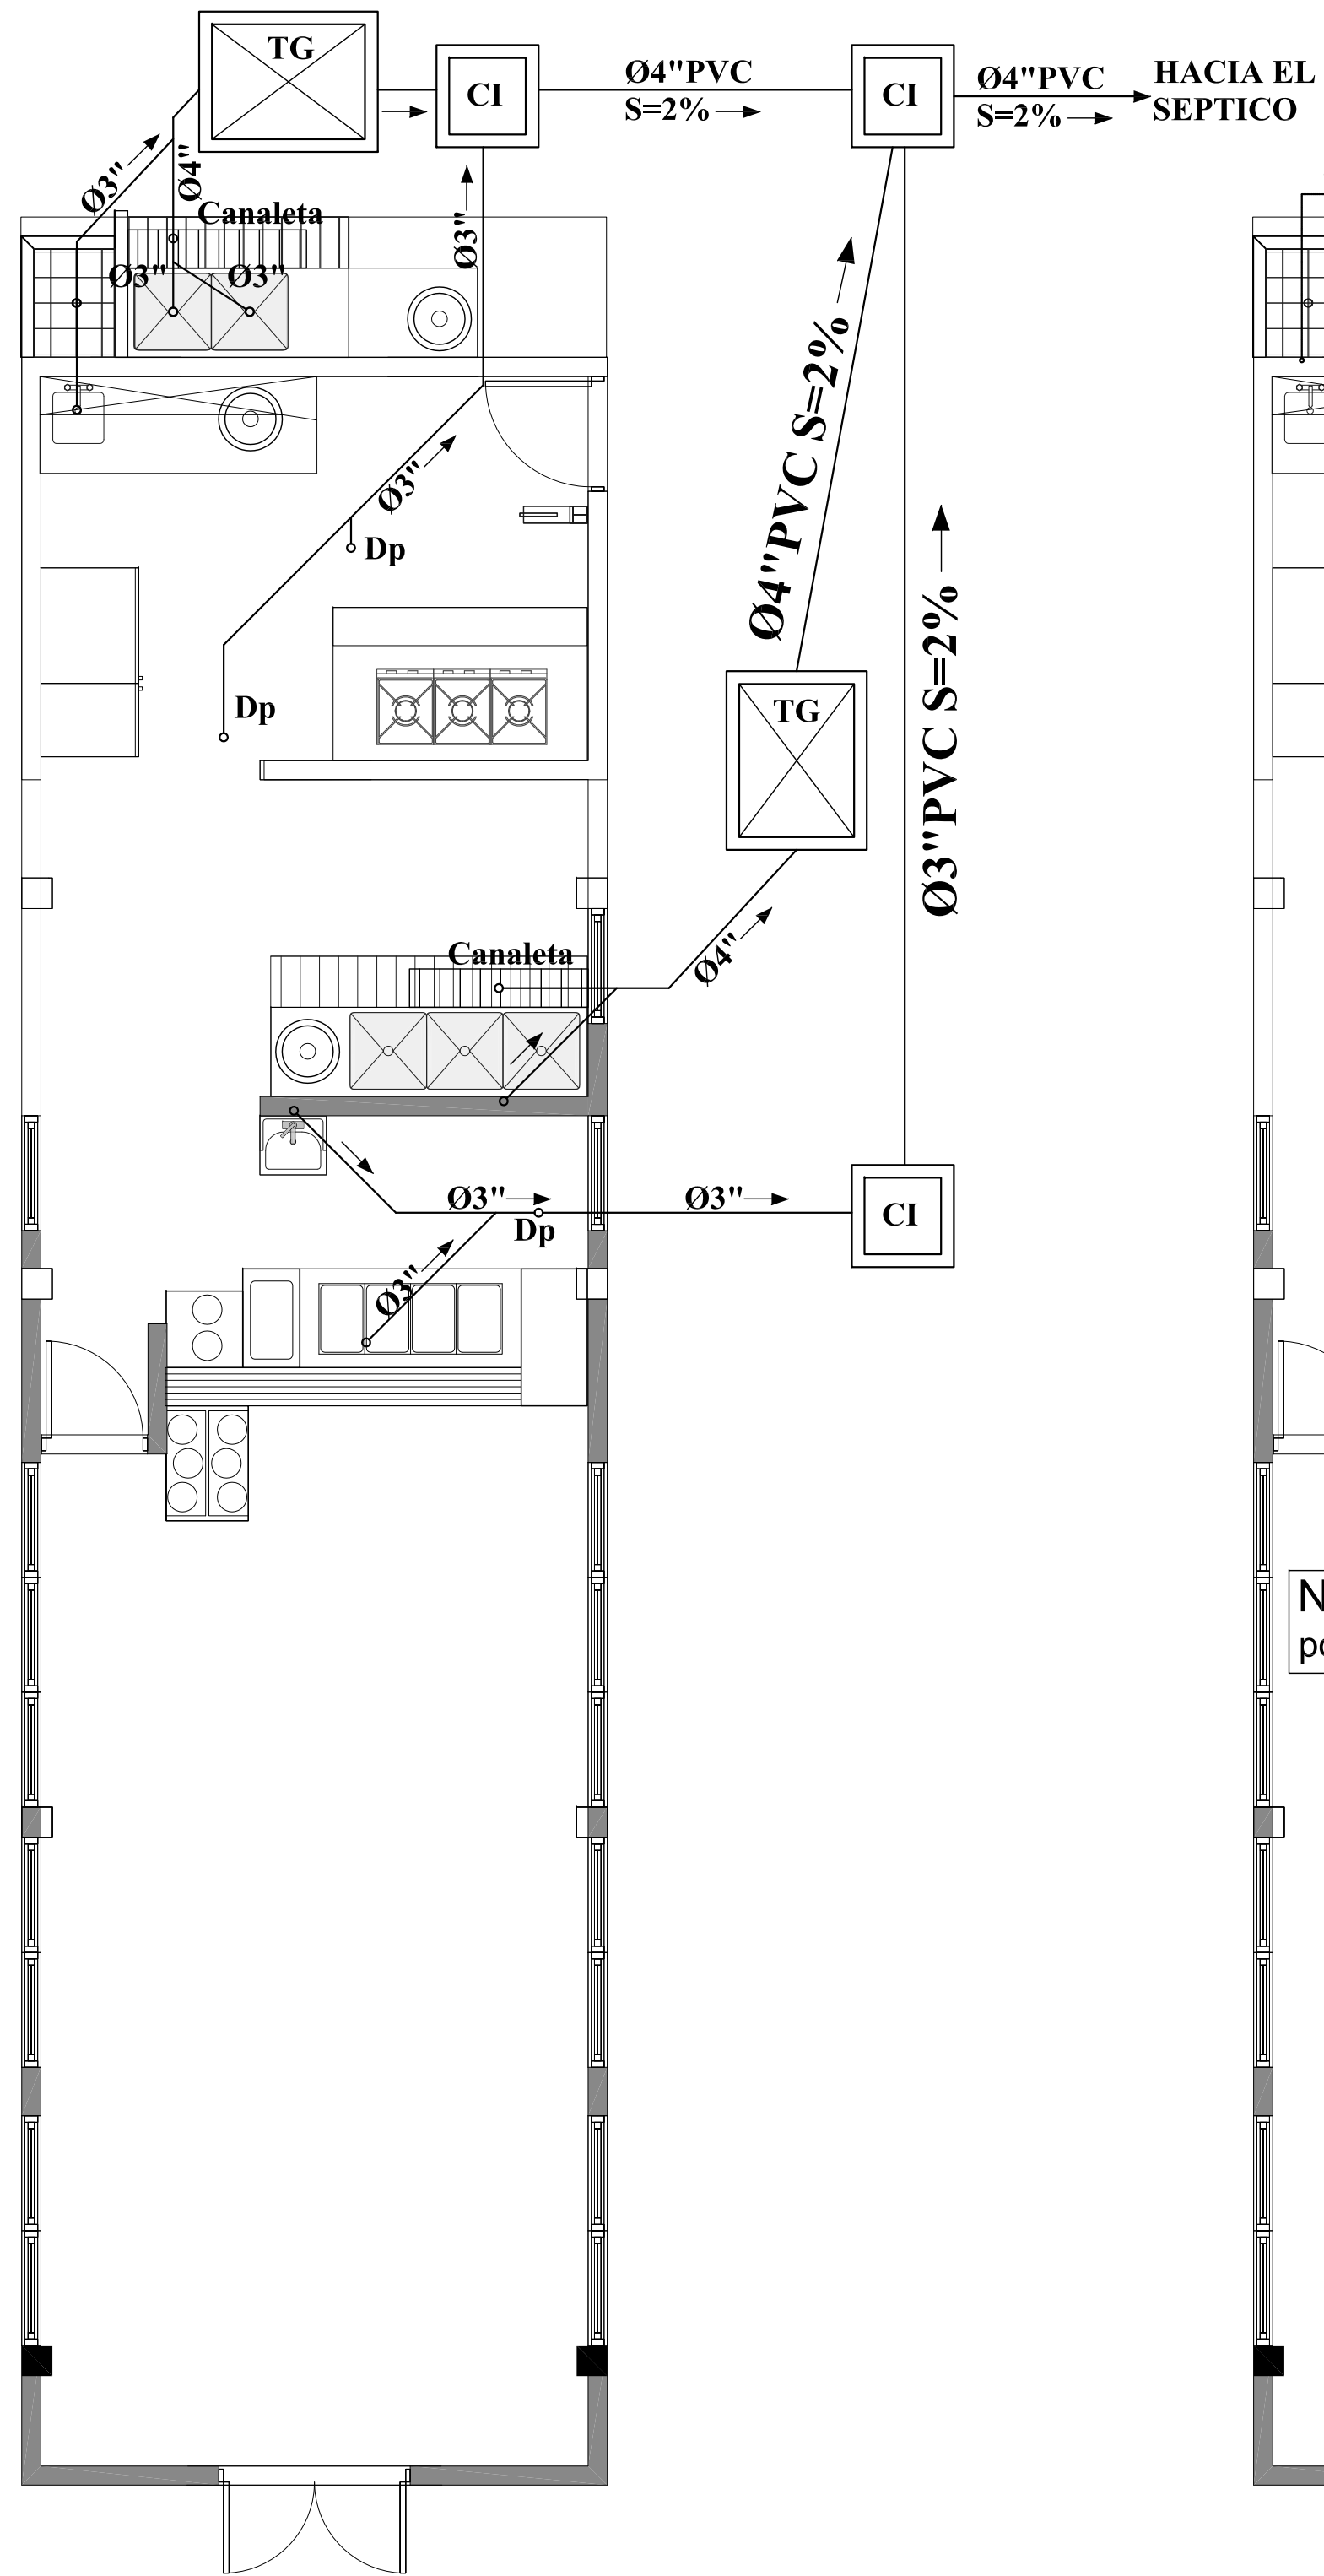 TG
CI
Ø4"PVC
S=2%
CI
Ø4"PVC
S=2%
HACIA EL
SEPTICO
Ø3"
Ø4"
Canaleta
Ø3"
Ø3"
Ø3"
Ø3"
Dp
Dp
Ø4"PVC S=2%
Ø3"PVC S=2%
TG
Canaleta
Ø4"
Ø3"
Dp
Ø3"
CI
Ø3"